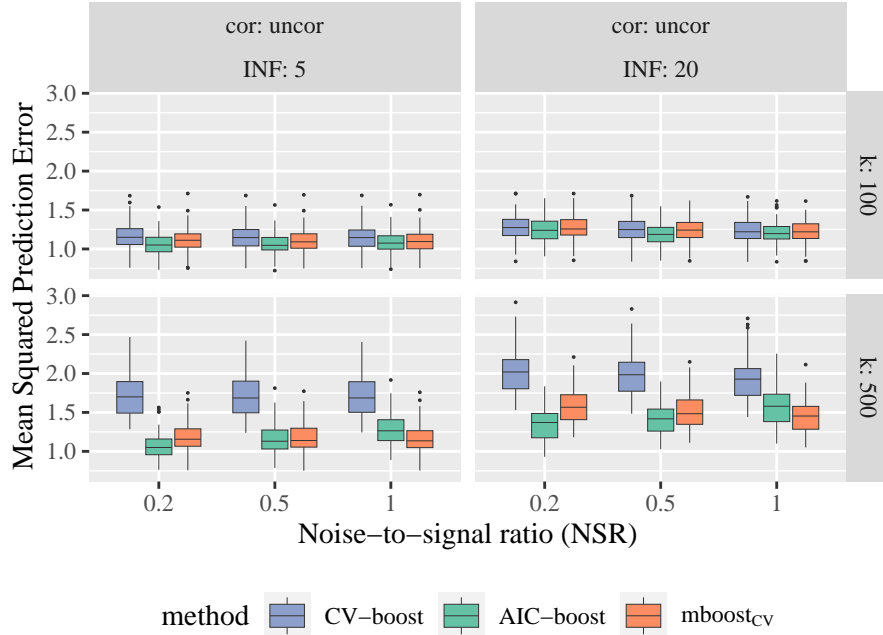 cor: uncor
cor: uncor
INF: 5
INF: 20
Mean Squared Prediction Error
3.0
2.5
2.0
1.5
1.0
k: 100
3.0
2.5
2.0
1.5
1.0
k: 500
0.2
0.5
1
0.2
0.5
1
Noise−to−signal ratio (NSR)
method
CV−boost
AIC−boost
mboostCV